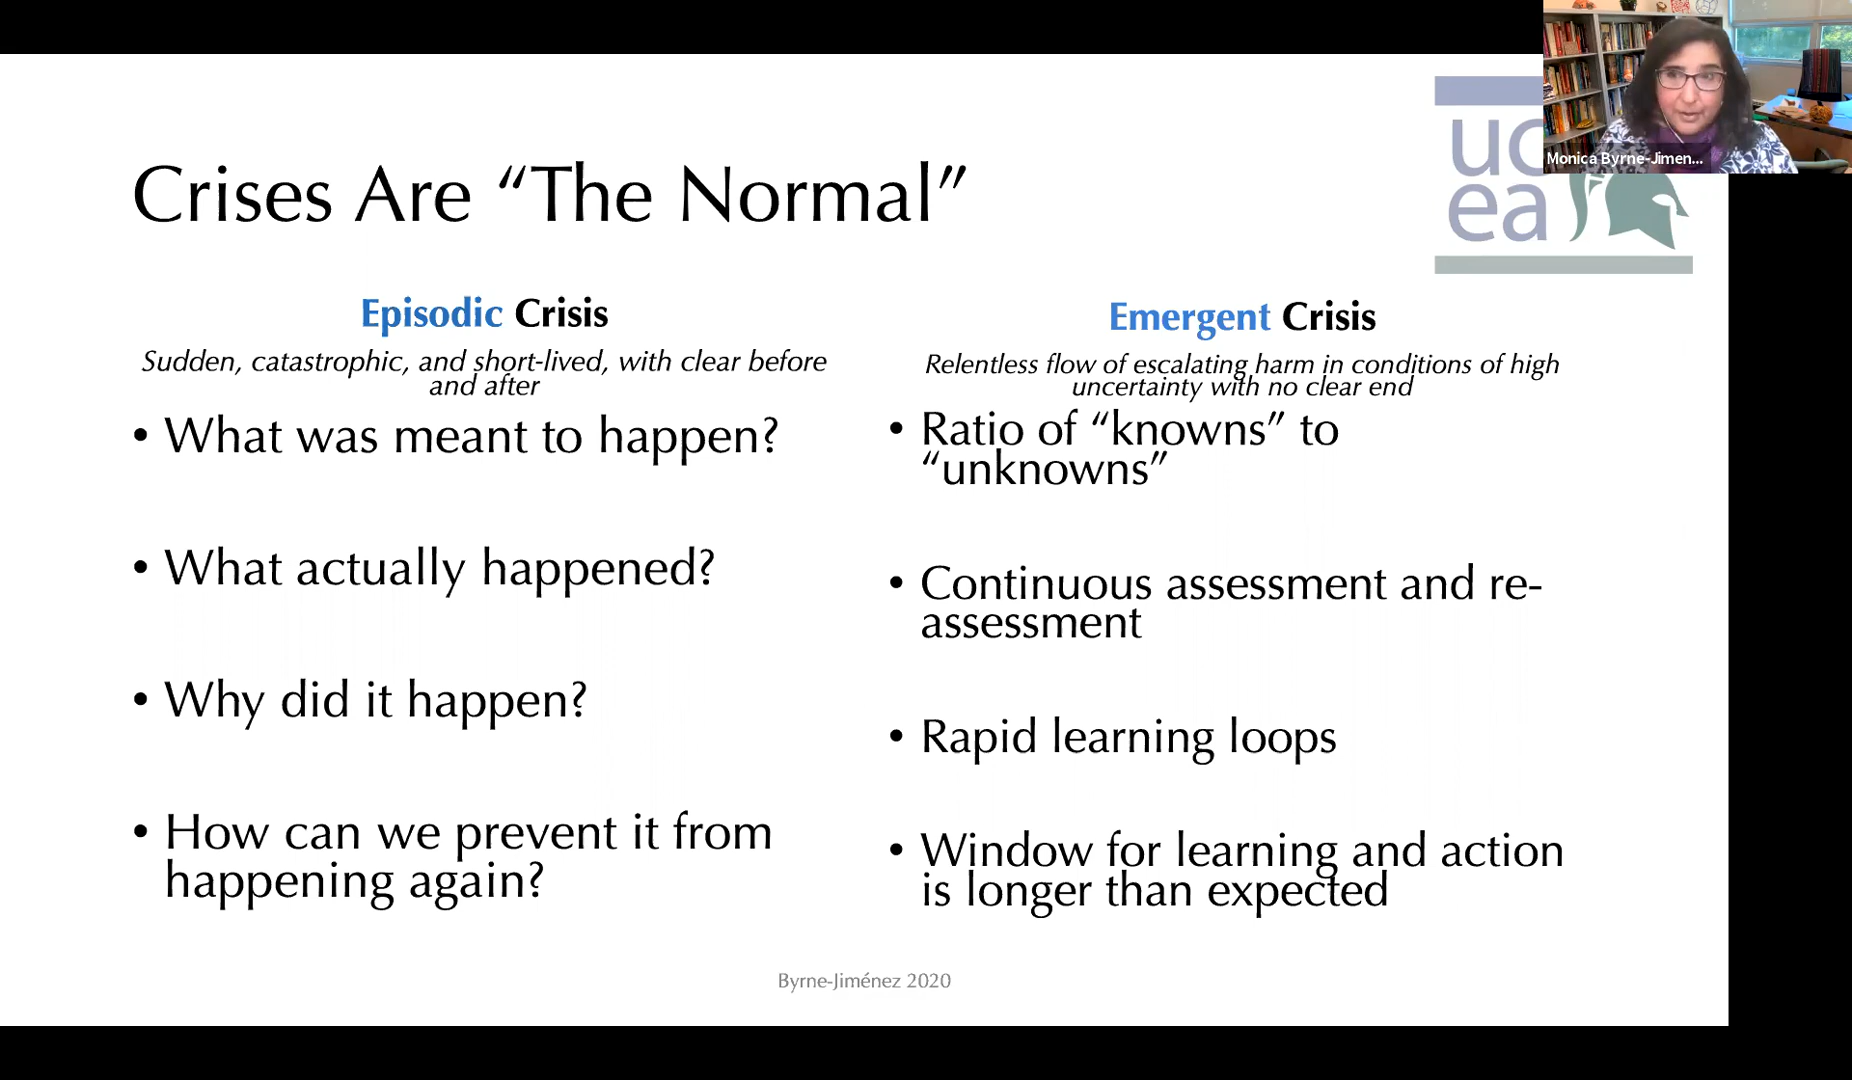 Monica Byrne-Jimen...
uc
ea
Crises Are “The Normal”
Episodic Crisis
Sudden, catastrophic, and short-lived, with clear before
and after
• What was meant to happen?
• What actually happened?
• Why did it happen?
• How can we prevent it from
happening again?
Emergent Crisis
Relentless flow of escalating harm in conditions of high
uncertainty with no clear end
• Ratio of “knowns” to
“unknowns”
• Continuous assessment and re-
assessment
• Rapid learning loops
• Window for learning and action
is longer than expected
Byrne-Jiménez 2020